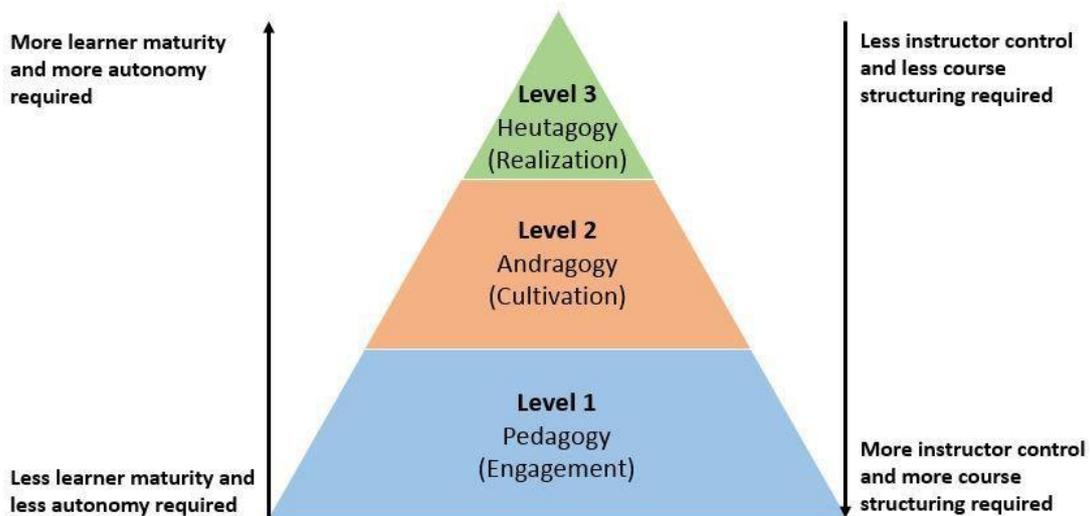 More learner maturity
and more autonomy
required
Less instructor control
and less course
structuring required
Level 3
Heutagogy
(Realization)
Level 2
Andragogy
(Cultivation)
Level 1
Pedagogy
(Engagement)
Less learner maturity and
less autonomy required
More instructor control
and more course
structuring required